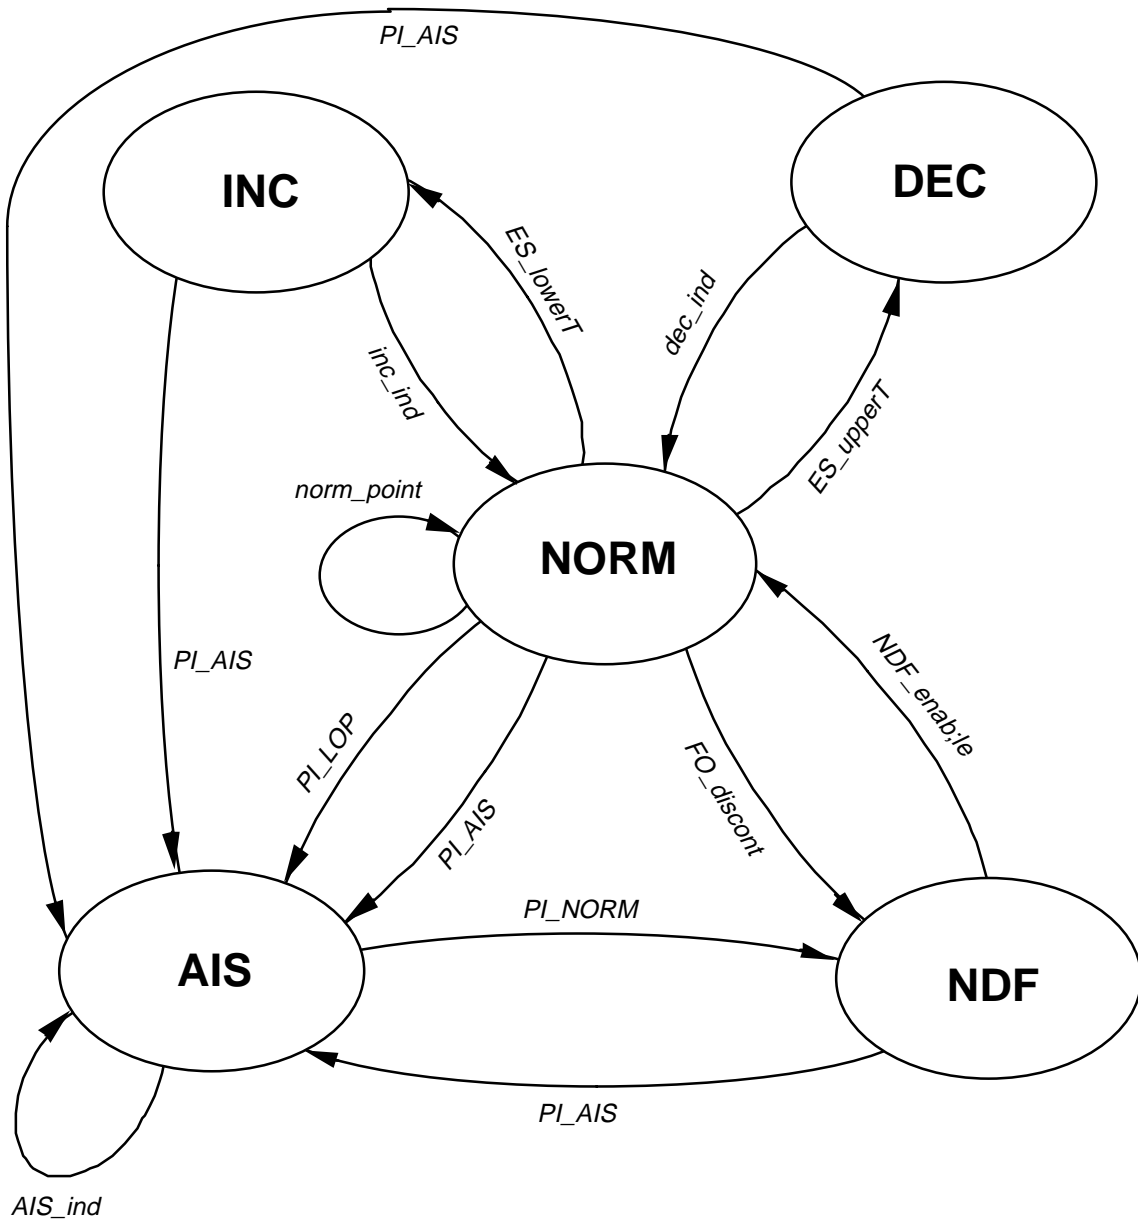 PI_AIS
INC
DEC
ES_lowerT
dec_ind
inc_ind
ES_upperT
norm_point
NORM
PI_AIS
NDF_enab;le
PI_LOP
FO_discont
PI_AIS
PI_NORM
AIS
NDF
PI_AIS
AIS_ind